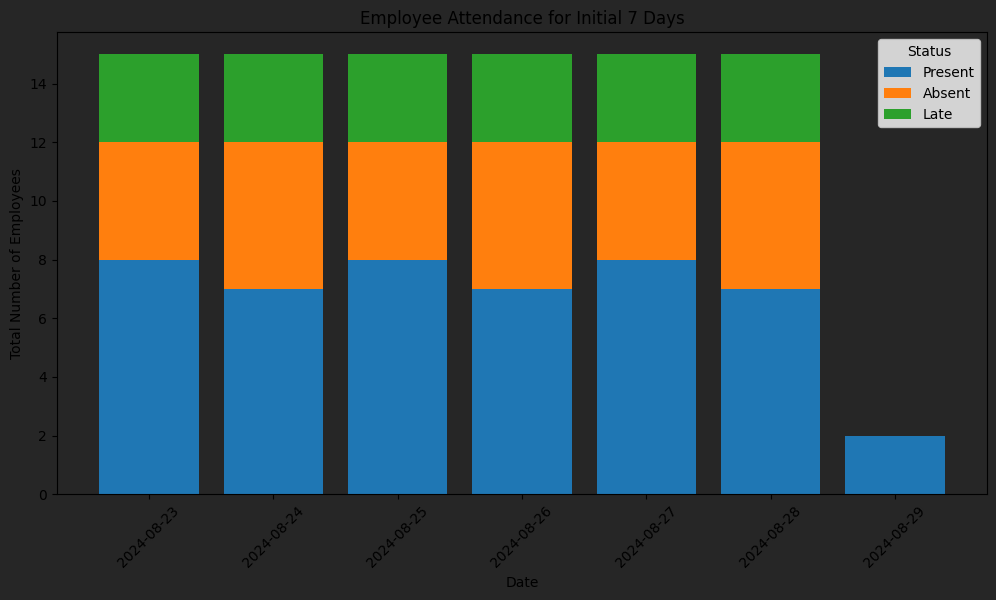 Employee Attendance for Initial 7 Days
Status
Present
Absent
Late
Total Number of Employees
14
12
10
8
6
4
2
0
2024-08-23
2024-08-24
2024-08-25
2024-08-26
2024-08-27
2024-08-28
2024-08-29
Date